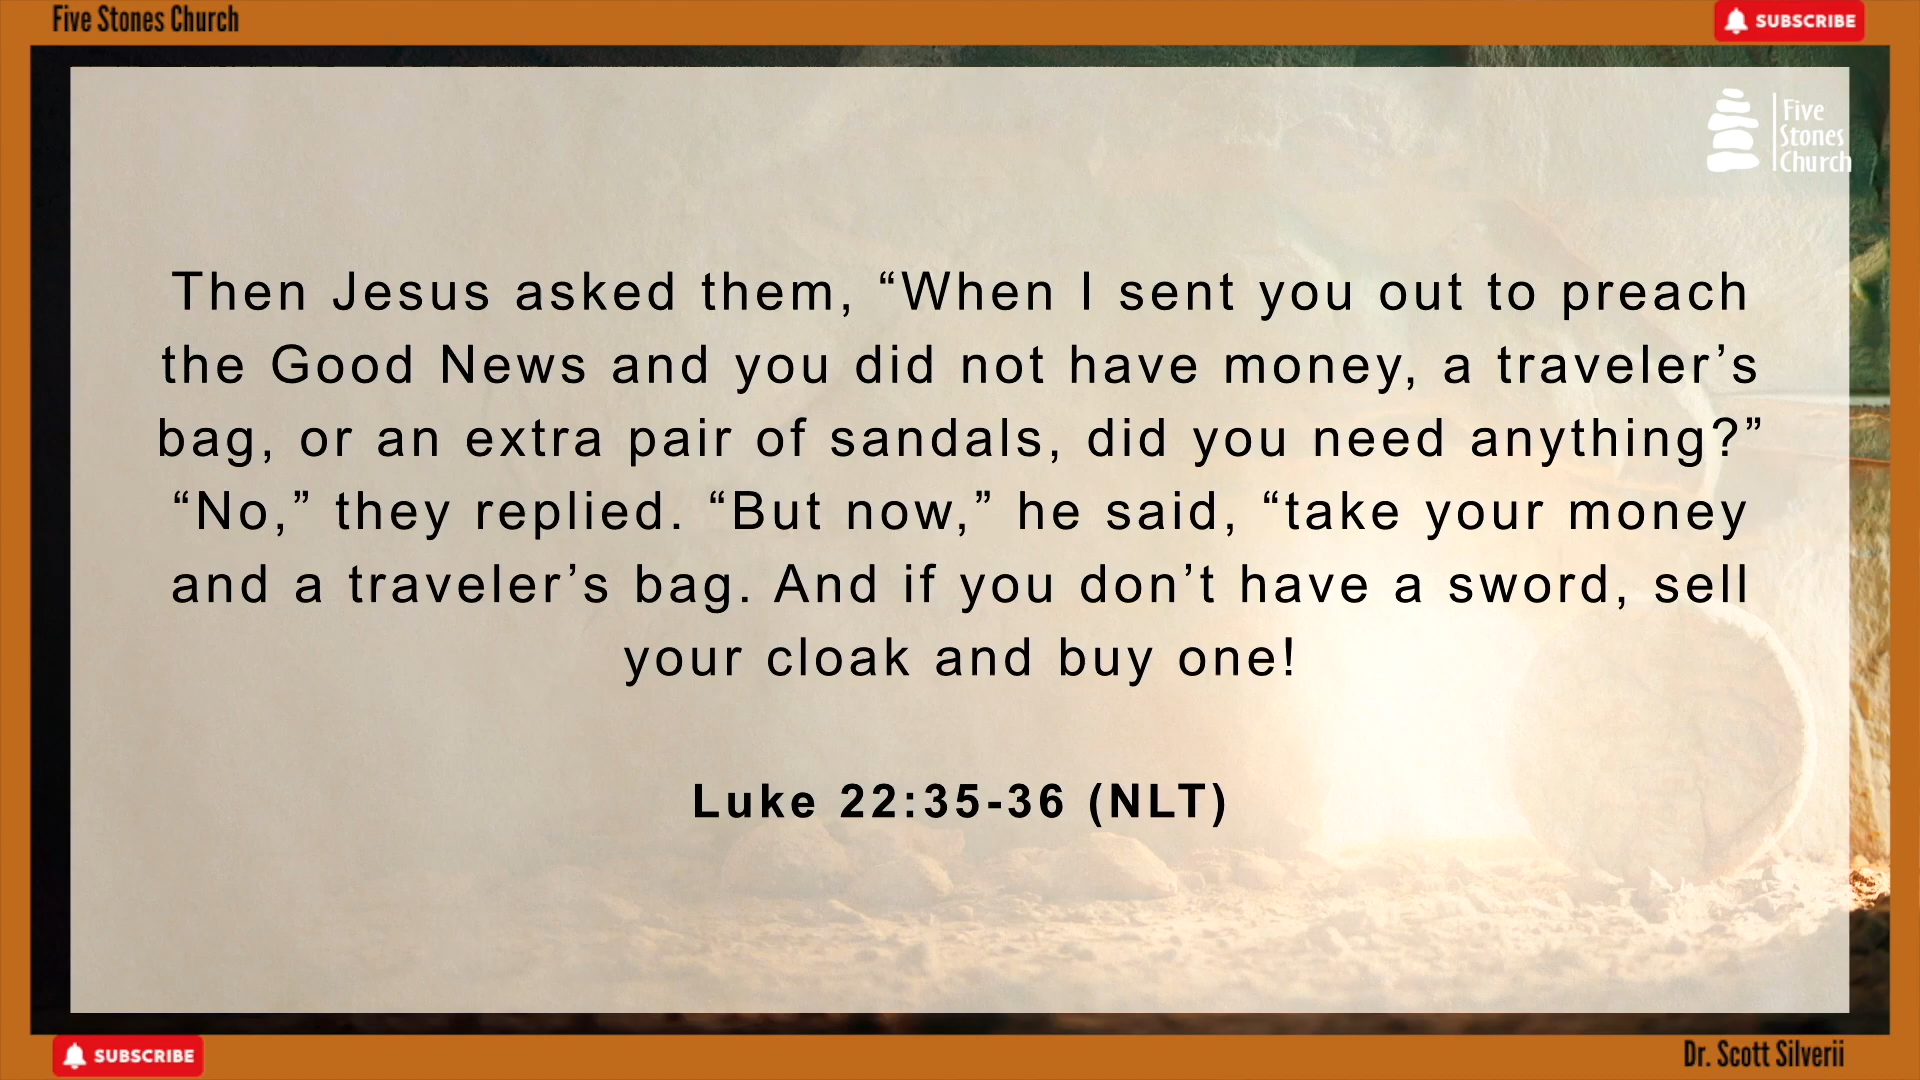 Five Stones Church
SUBSCRIBE
Five
Stones
Church
Then Jesus asked them, “When I sent you out to preach
the Good News and you did not have money, a traveler’s
bag, or an extra pair of sandals, did you need anything?”
“No,” they replied. “But now,” he said, “take your money
and a traveler’s bag. And if you don’t have a sword, sell
your cloak and buy one!
Luke 22:35-36 (NLT)
SUBSCRIBE
Dr. Scott Silverii